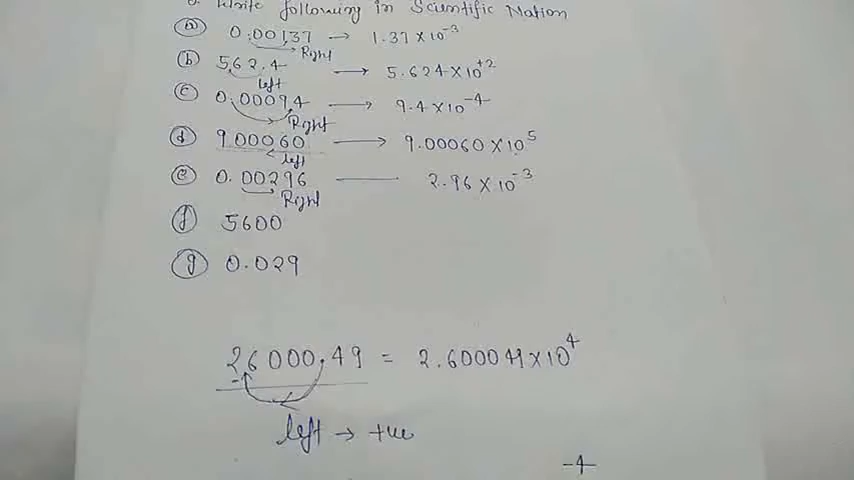 Write following in Scientific Nation
(a) 0.00137 → 1.37 × 10⁻³
Right
(b) 562.4 → 5.624 × 10⁺²
left
(c) 0.00094 → 9.4 × 10⁻⁴
Right
(d) 900060 → 9.00060 × 10⁵
left
(e) 0.00296 — 2.96 × 10⁻³
Right
(f) 5600
(g) 0.029
26000.49 = 2.600049 × 10⁴
left → +ve
-4